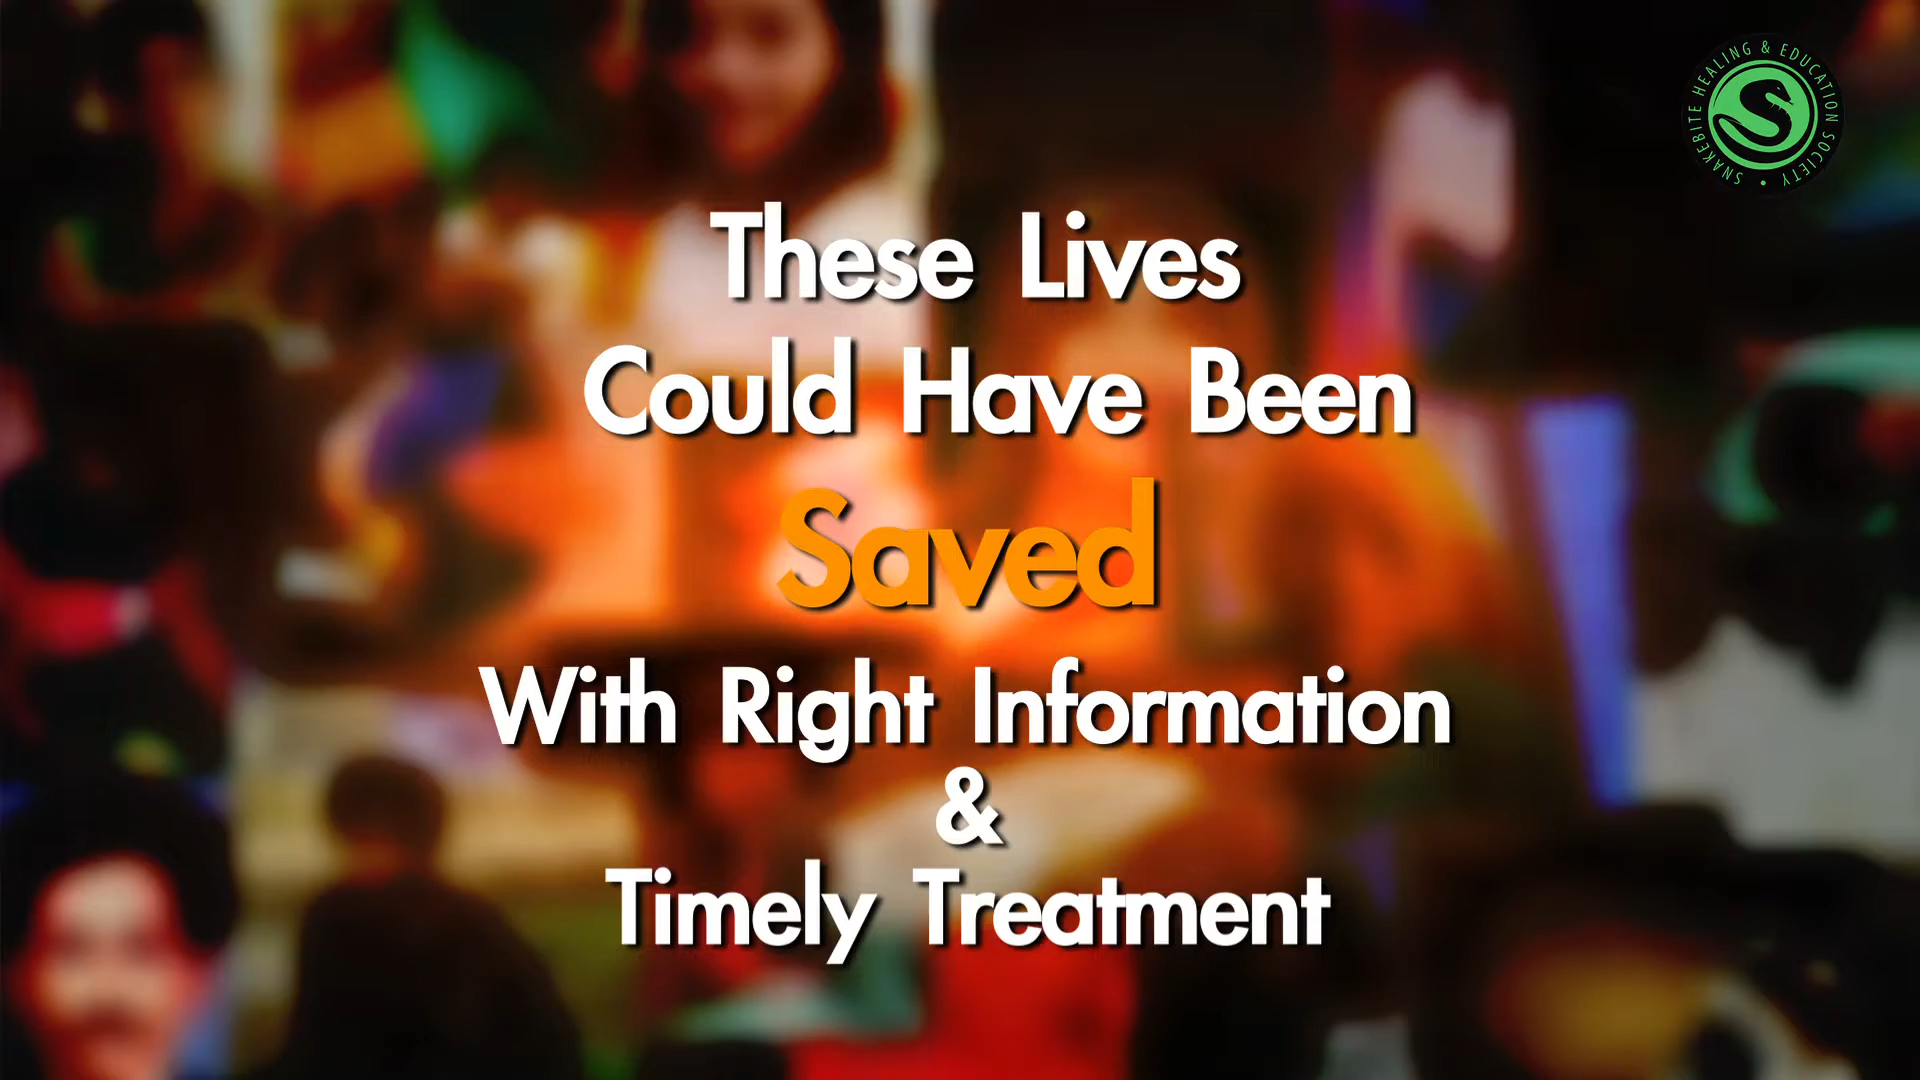 SNAKEBITE HEALING & EDUCATION SOCIETY •
These Lives
Could Have Been
Saved
With Right Information
&
Timely Treatment